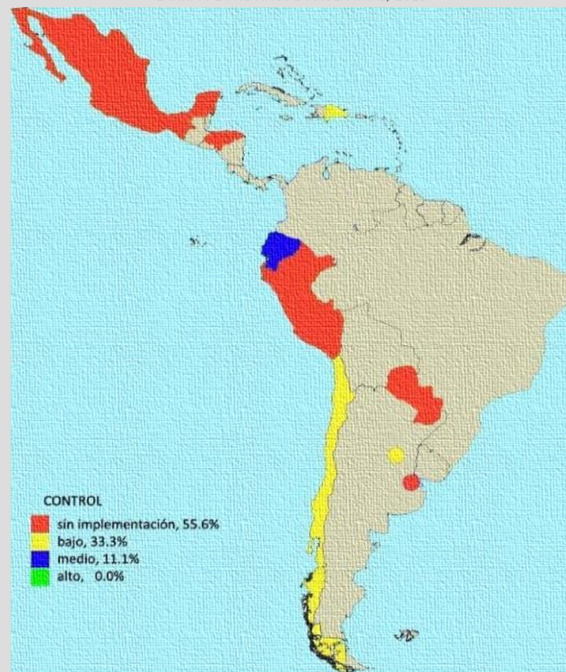 CONTROL
sin implementación, 55.6%
bajo, 33.3%
medio, 11.1%
alto, 0.0%